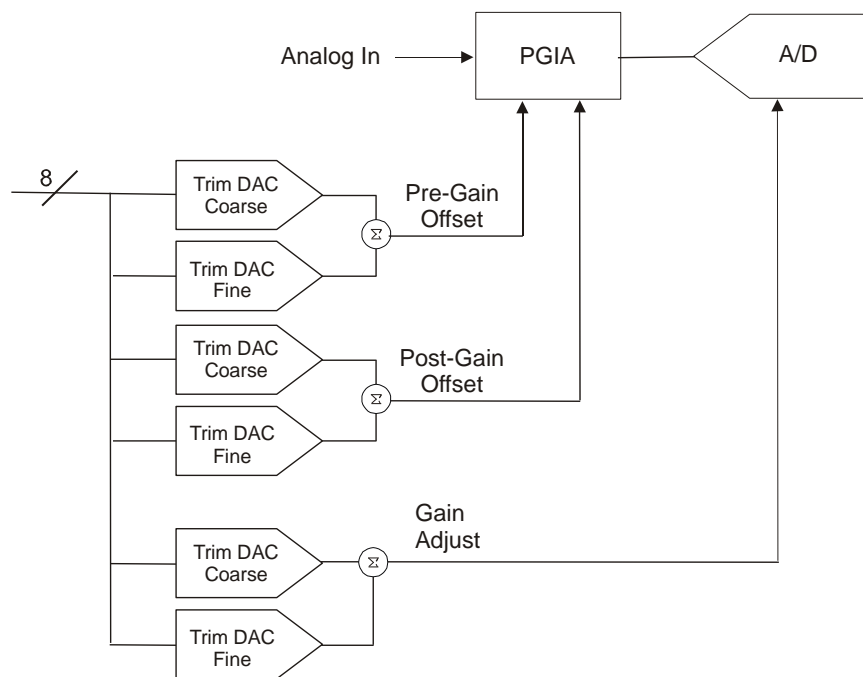 Analog In
PGIA
A/D
8
Trim DAC
Coarse
Σ
Pre-Gain
Offset
Trim DAC
Fine
Trim DAC
Coarse
Σ
Post-Gain
Offset
Trim DAC
Fine
Trim DAC
Coarse
Σ
Gain
Adjust
Trim DAC
Fine